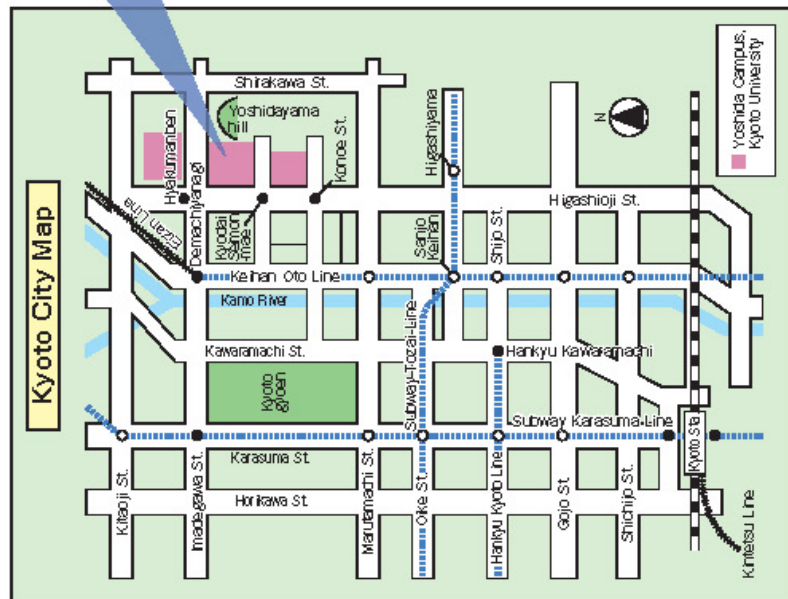 Kyoto City Map
Shirakawa St.
Yoshidayama
hill
Hyakumanben
Konoe St.
Higashiyama
N
Yoshida Campus,
Kyoto University
Eizan Line
Demachiyanagi
Kyodai
Seimon
-mae
Sanjo
Keihan
Shijo St.
Higashioji St.
Keihan Oto Line
Kamo River
Kawaramachi St.
Kyoto
gyoen
Subway-Tozai-Line
Hankyu Kawaramachi
Subway Karasuma Line
Karasuma St.
Horikawa St.
Kyoto Sta
Kitaoji St.
Imadegawa St.
Marutamachi St.
Oike St.
Hankyu Kyoto Line
Gojo St.
Shichijo St.
Kintetsu Line